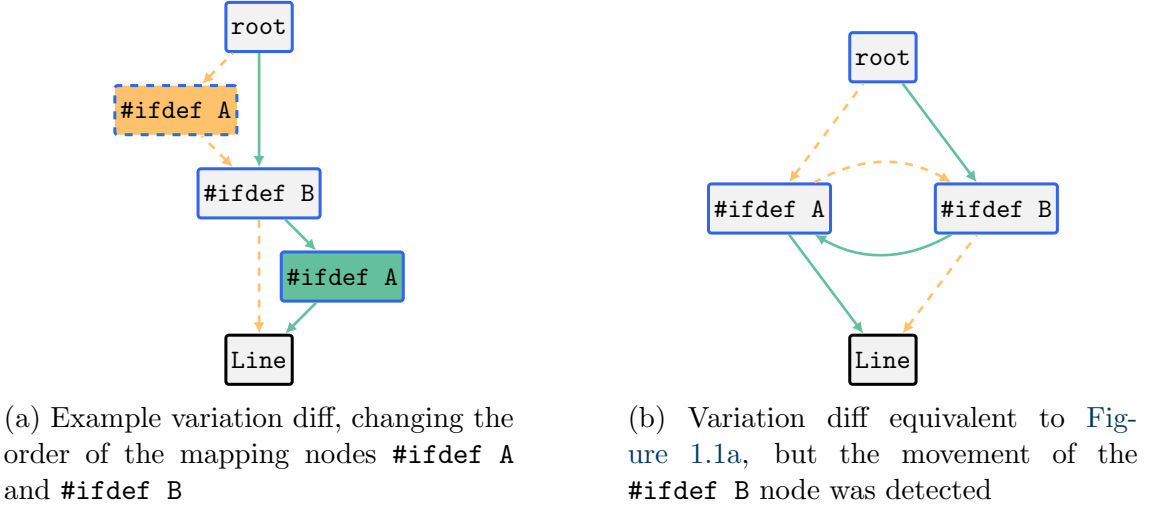 root
#ifdef A
#ifdef B
#ifdef A
Line
(a) Example variation diff, changing the
order of the mapping nodes #ifdef A
and #ifdef B
root
#ifdef A
#ifdef B
Line
(b) Variation diff equivalent to Fig-
ure 1.1a, but the movement of the
#ifdef B node was detected